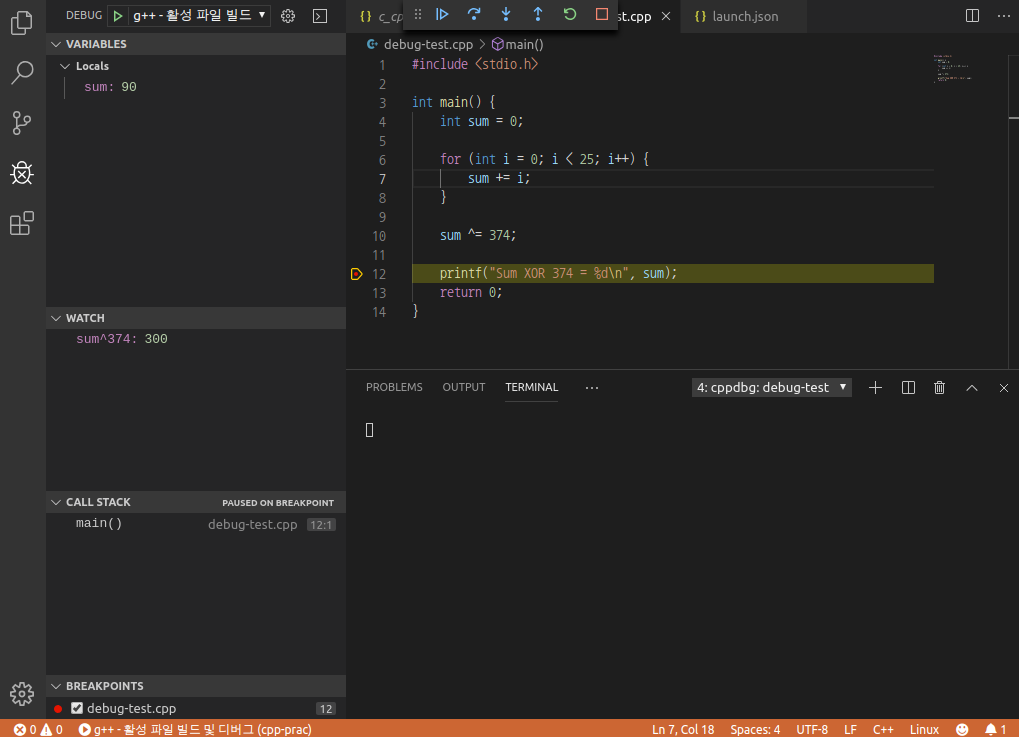 DEBUG g++ - 활성 파일 빌드
VARIABLES
Locals
sum: 90
WATCH
sum^374: 300
CALL STACK PAUSED ON BREAKPOINT
main() debug-test.cpp 12:1
BREAKPOINTS
debug-test.cpp 12
{} c_cp st.cpp {} launch.json
debug-test.cpp > main()
1 #include <stdio.h>
2
3 int main() {
4 int sum = 0;
5
6 for (int i = 0; i < 25; i++) {
7 sum += i;
8 }
9
10 sum ^= 374;
11
12 printf("Sum XOR 374 = %d\n", sum);
13 return 0;
14 }
PROBLEMS OUTPUT TERMINAL ... 4: cppdbg: debug-test
0 0 g++ - 활성 파일 빌드 및 디버그 (cpp-prac) Ln 7, Col 18 Spaces: 4 UTF-8 LF C++ Linux 1